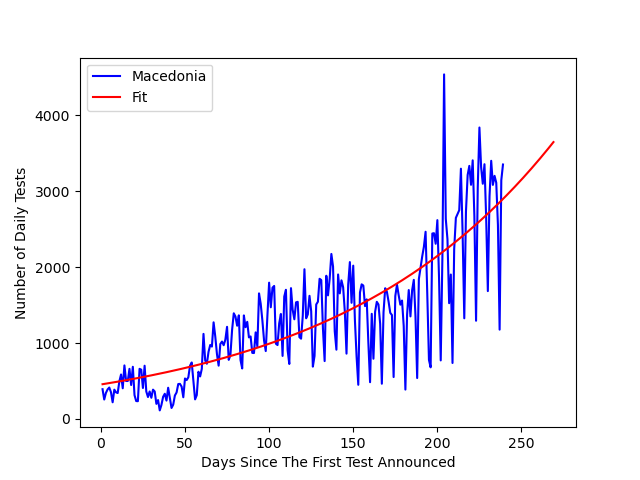 Macedonia
Fit
Number of Daily Tests
4000
3000
2000
1000
0
0 50 100 150 200 250
Days Since The First Test Announced